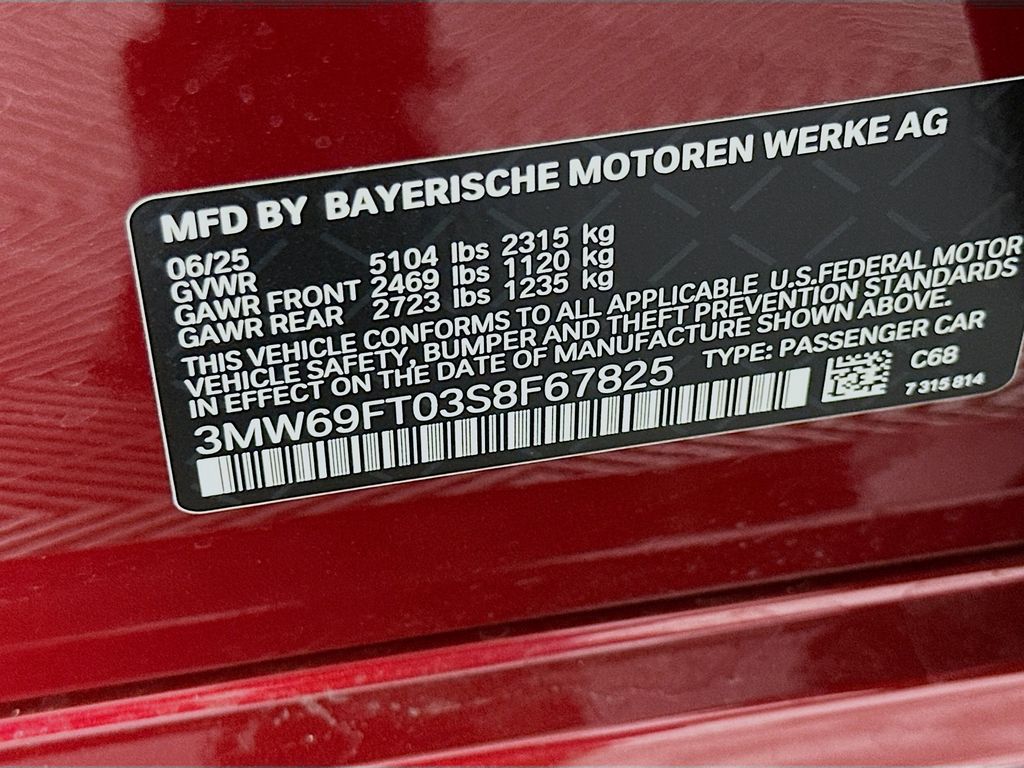 MFD BY BAYERISCHE MOTOREN WERKE AG
06/25
GVWR 5104 lbs 2315 kg
GAWR FRONT 2469 lbs 1120 kg
GAWR REAR 2723 lbs 1235 kg
THIS VEHICLE CONFORMS TO ALL APPLICABLE U.S.FEDERAL MOTOR
VEHICLE SAFETY, BUMPER AND THEFT PREVENTION STANDARDS
IN EFFECT ON THE DATE OF MANUFACTURE SHOWN ABOVE.
3MW69FT03S8F67825 TYPE: PASSENGER CAR
C68
7 315 814